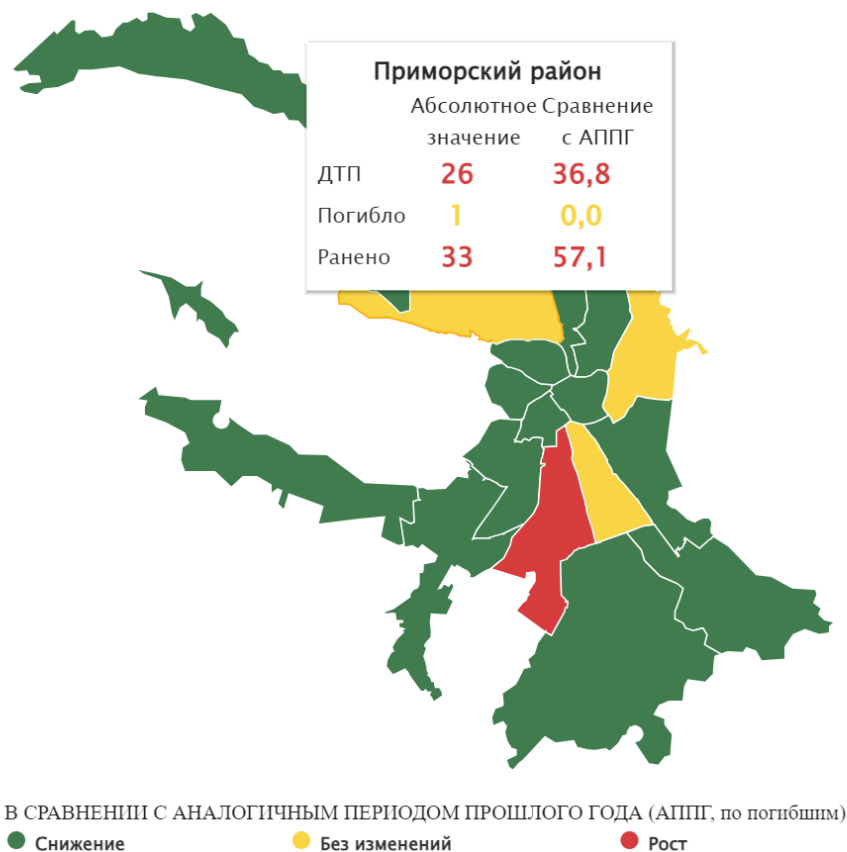 Приморский район
Абсолютное Сравнение
значение с АППГ
ДТП 26 36,8
Погибло 1 0,0
Ранено 33 57,1
В СРАВНЕНИИ С АНАЛОГИЧНЫМ ПЕРИОДОМ ПРОШЛОГО ГОДА (АППГ, по погибшим)
Снижение Без изменений Рост